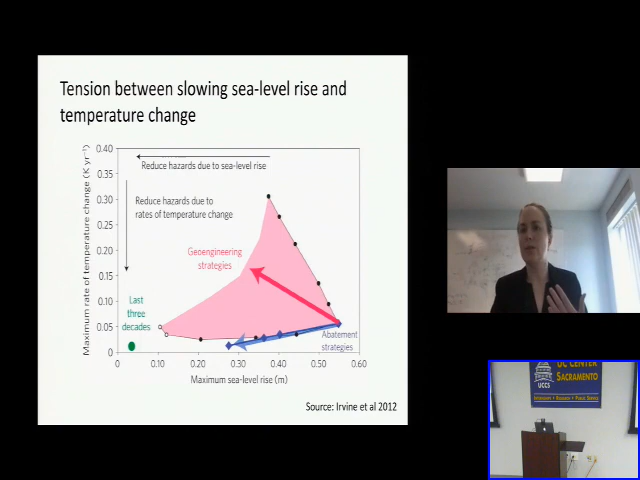 Tension between slowing sea-level rise and
temperature change
Maximum rate of temperature change (K yr⁻¹)
0.40
0.35
0.30
0.25
0.20
0.15
0.10
0.05
0
Reduce hazards due to sea-level rise
Reduce hazards due to
rates of temperature change
Geoengineering
strategies
Last
three
decades
Abatement
strategies
0
0.10
0.20
0.30
0.40
0.50
0.60
Maximum sea-level rise (m)
Source: Irvine et al 2012
UC CENTER
SACRAMENTO
UCCS